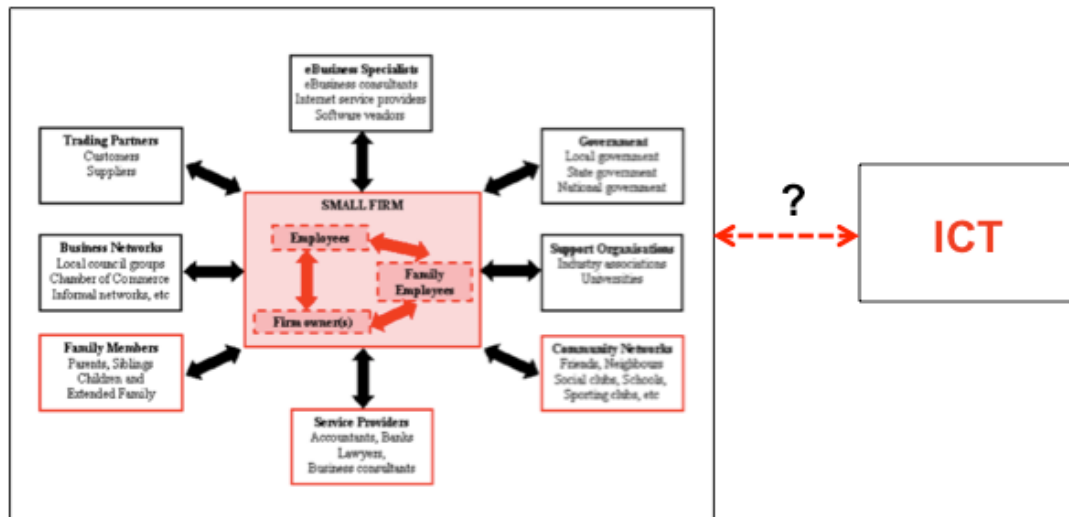 eBusiness Specialists
eBusiness consultants
Internet service providers
Software vendors
Trading Partners
Customers
Suppliers
Government
Local government
State government
National government
?
ICT
SMALL FIRM
Employees
Family
Employees
Firm owner(s)
Business Networks
Local council groups
Chamber of Commerce
Informal networks, etc
Support Organisations
Industry associations
Universities
Family Members
Parents, Siblings
Children and
Extended Family
Community Networks
Friends, Neighbours
Social clubs, Schools,
Sporting clubs, etc
Service Providers
Accountants, Banks
Lawyers,
Business consultants